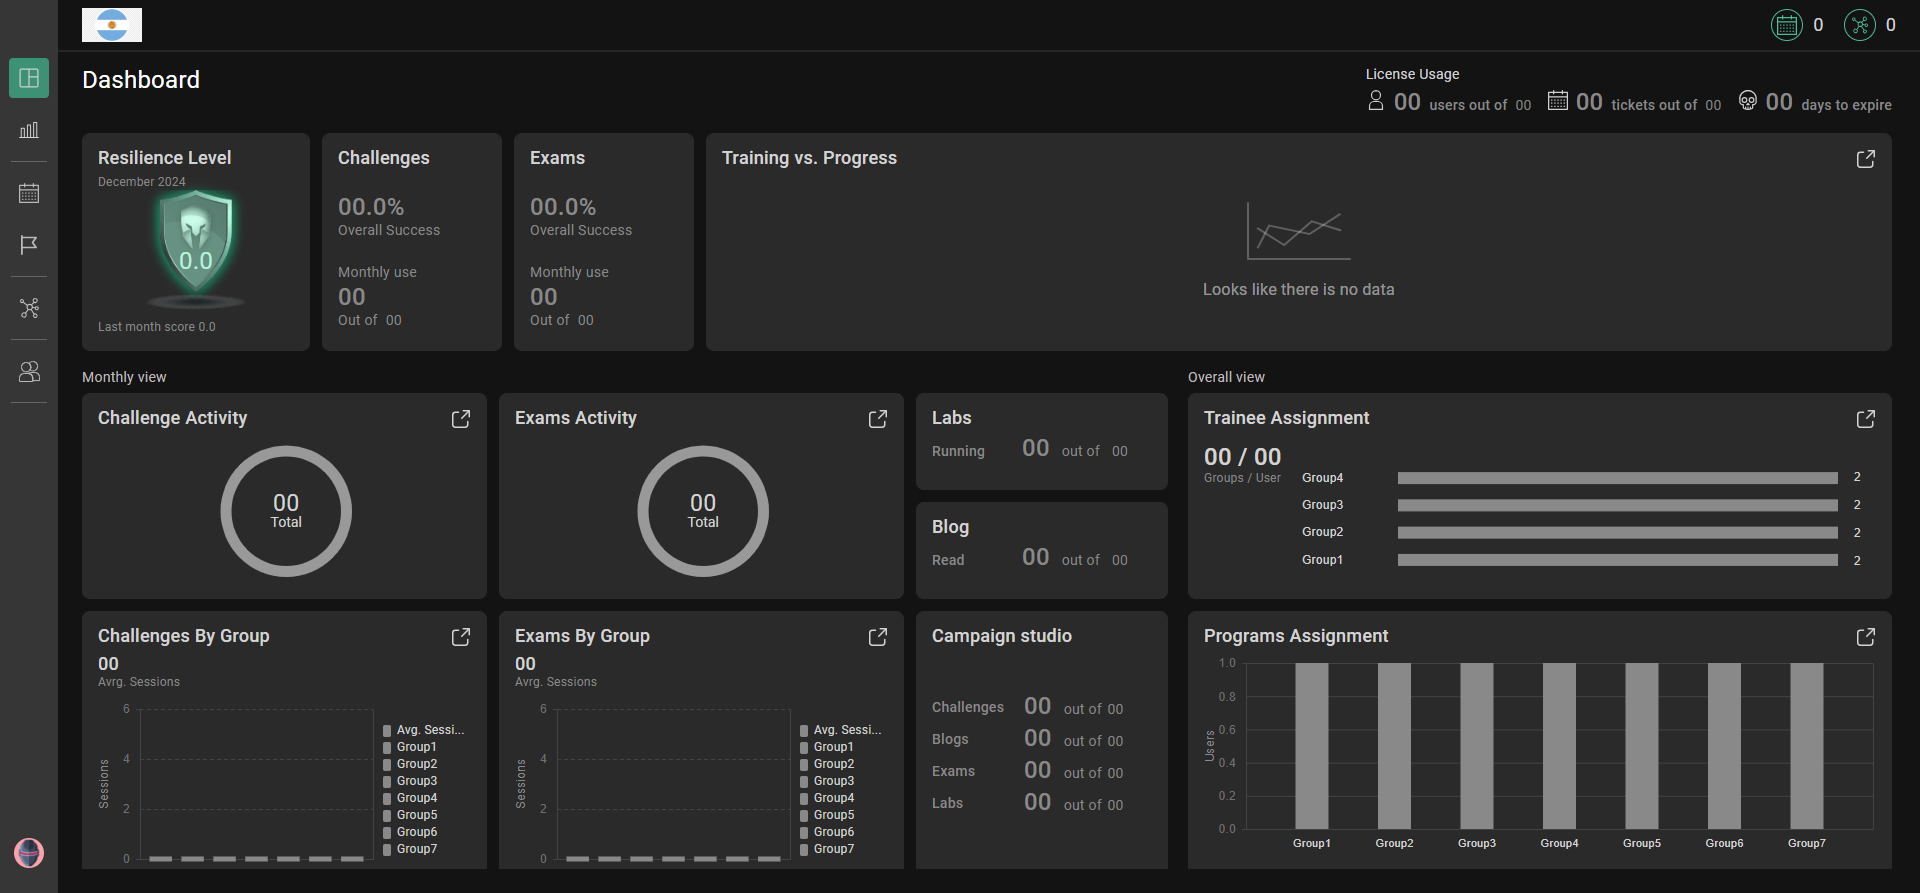 0
0
Dashboard
License Usage
00 users out of 00
00 tickets out of 00
00 days to expire
Resilience Level
December 2024
0.0
Last month score 0.0
Challenges
00.0%
Overall Success
Monthly use
00
Out of 00
Exams
00.0%
Overall Success
Monthly use
00
Out of 00
Training vs. Progress
Looks like there is no data
Monthly view
Overall view
Challenge Activity
00
Total
Exams Activity
00
Total
Labs
Running 00 out of 00
Blog
Read 00 out of 00
Trainee Assignment
00 / 00
Groups / User
Group4 2
Group3 2
Group2 2
Group1 2
Challenges By Group
00
Avrg. Sessions
6
4
2
0
Sessions
Avg. Sessi...
Group1
Group2
Group3
Group4
Group5
Group6
Group7
Exams By Group
00
Avrg. Sessions
6
4
2
0
Sessions
Avg. Sessi...
Group1
Group2
Group3
Group4
Group5
Group6
Group7
Campaign studio
Challenges 00 out of 00
Blogs 00 out of 00
Exams 00 out of 00
Labs 00 out of 00
Programs Assignment
1.0
0.8
0.6
0.4
0.2
0.0
Users
Group1 Group2 Group3 Group4 Group5 Group6 Group7